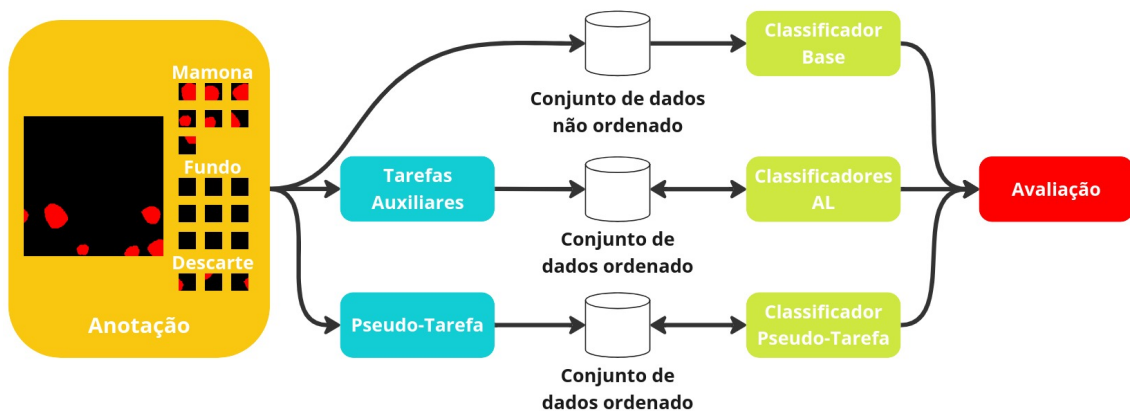 Mamona
Fundo
Descarte
Anotação
Conjunto de dados
não ordenado
Classificador
Base
Tarefas
Auxiliares
Conjunto de
dados ordenado
Classificadores
AL
Avaliação
Pseudo-Tarefa
Conjunto de
dados ordenado
Classificador
Pseudo-Tarefa